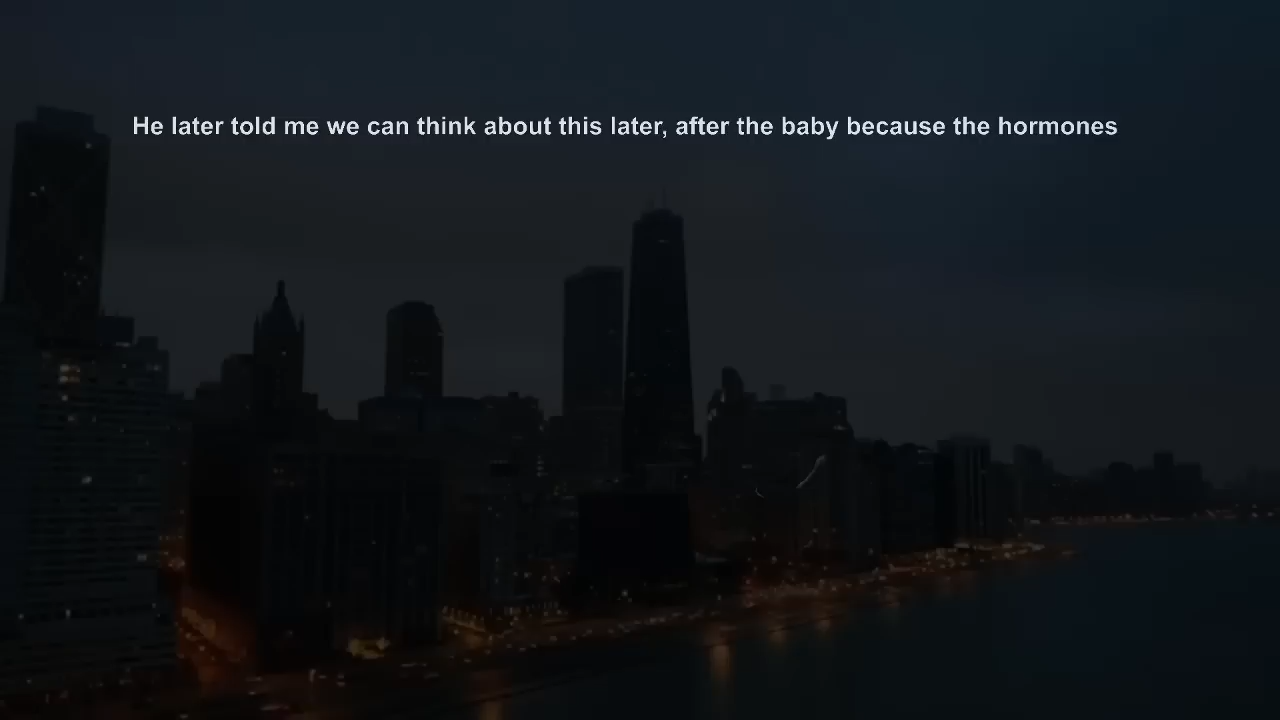 He later told me we can think about this later, after the baby because the hormones